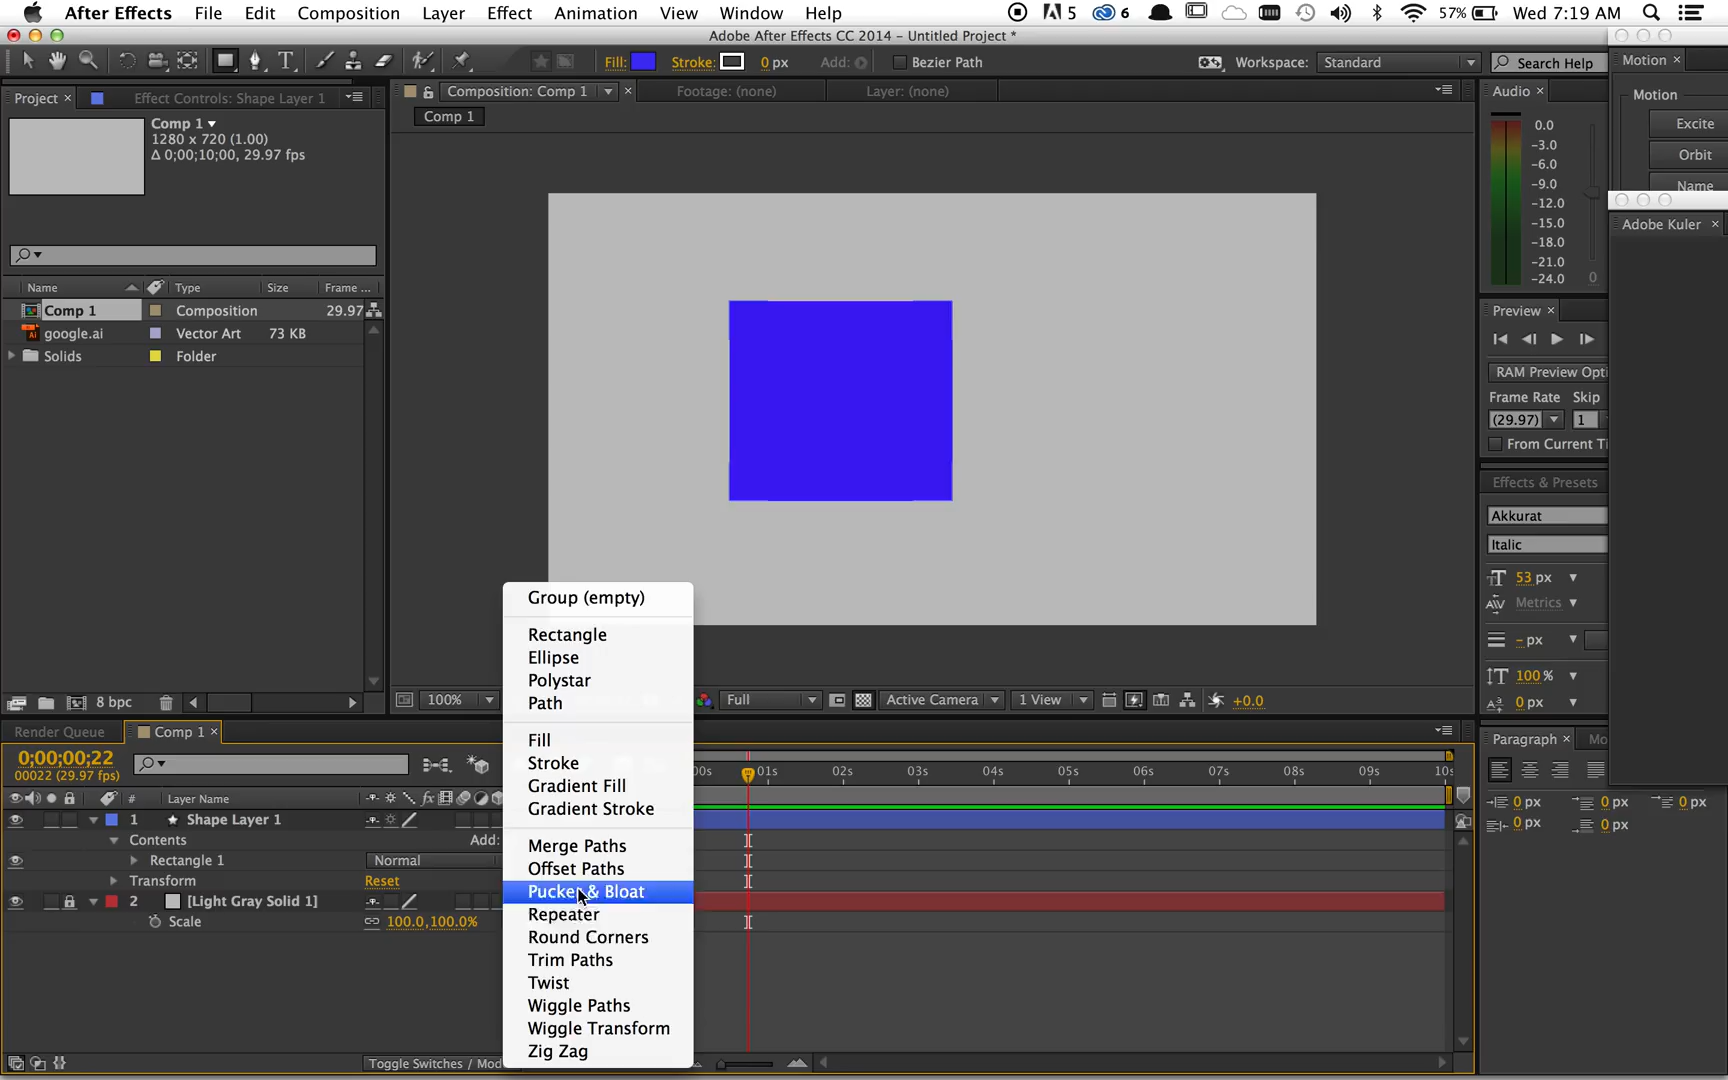 After Effects File Edit Composition Layer Effect Animation View Window Help 5 6 57% Wed 7:19 AM
Adobe After Effects CC 2014 - Untitled Project *
T Fill: Stroke: 0 px Add: Bezier Path Workspace: Standard Search Help
Motion ×
Project × Effect Controls: Shape Layer 1
Composition: Comp 1 × Footage: (none) Layer: (none)
Comp 1
Audio ×
Motion
Excite
Orbit
Name
Comp 1
1280 x 720 (1.00)
Δ 0;00;10;00, 29.97 fps
0.0
-3.0
-6.0
-9.0
-12.0
-15.0
-18.0
-21.0
-24.0 0
Adobe Kuler ×
Name Type Size Frame ...
Comp 1 Composition 29.97
google.ai Vector Art 73 KB
Solids Folder
Preview ×
RAM Preview Opti
Frame Rate Skip
(29.97) 1
From Current Ti
Effects & Presets
Akkurat
Italic
53 px
Metrics
- px
100 %
0 px
8 bpc
100% Full Active Camera 1 View +0.0
Group (empty)
Rectangle
Ellipse
Polystar
Path
Fill
Stroke
Gradient Fill
Gradient Stroke
Merge Paths
Offset Paths
Pucker & Bloat
Repeater
Round Corners
Trim Paths
Twist
Wiggle Paths
Wiggle Transform
Zig Zag
Render Queue Comp 1 ×
0;00;00;22
00022 (29.97 fps)
00s 01s 02s 03s 04s 05s 06s 07s 08s 09s 10s
# Layer Name fx
1 Shape Layer 1
Contents Add:
Rectangle 1 Normal
Transform Reset
2 [Light Gray Solid 1]
Scale 100.0,100.0%
Toggle Switches / Mod
Paragraph × Mo
0 px 0 px 0 px
0 px 0 px